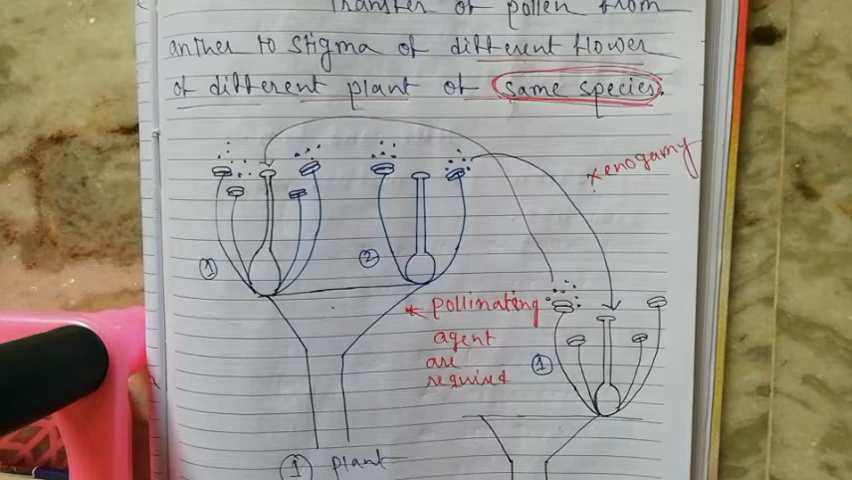 Transfer of pollen from
anther to stigma of different flower
of different plant of same species.
xenogamy
1
2
* pollinating
agent
are
required
1
1 plant